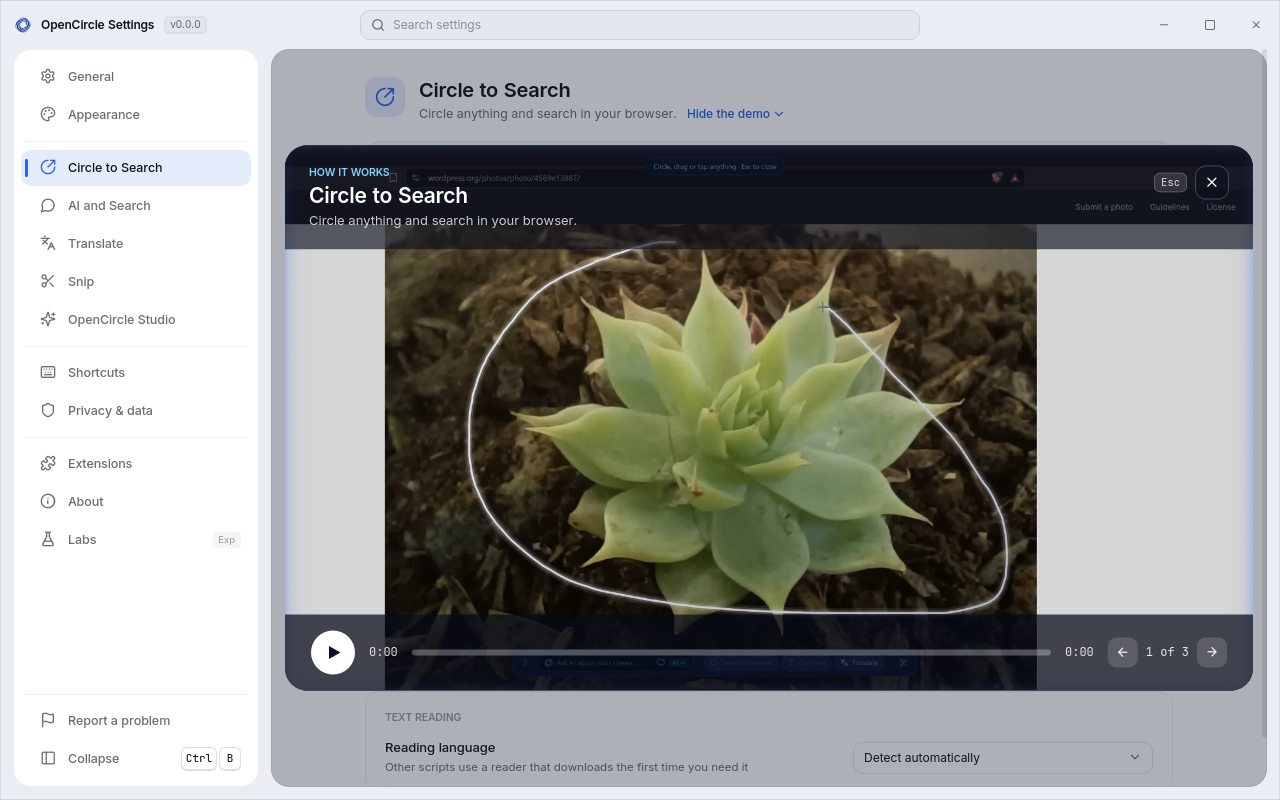 OpenCircle Settings v0.0.0
Search settings
General
Appearance
Circle to Search
AI and Search
Translate
Snip
OpenCircle Studio
Shortcuts
Privacy & data
Extensions
About
Labs Exp
Report a problem
Collapse Ctrl B
Circle to Search
Circle anything and search in your browser. Hide the demo
Circle, drag or tap anything · Esc to close
wordpress.org/photos/photo/4569e13887/
Submit a photo Guidelines License
HOW IT WORKS
Circle to Search
Circle anything and search in your browser.
Esc
Ask AI about your screen...
Translate
0:00
0:00
1 of 3
TEXT READING
Reading language
Other scripts use a reader that downloads the first time you need it
Detect automatically